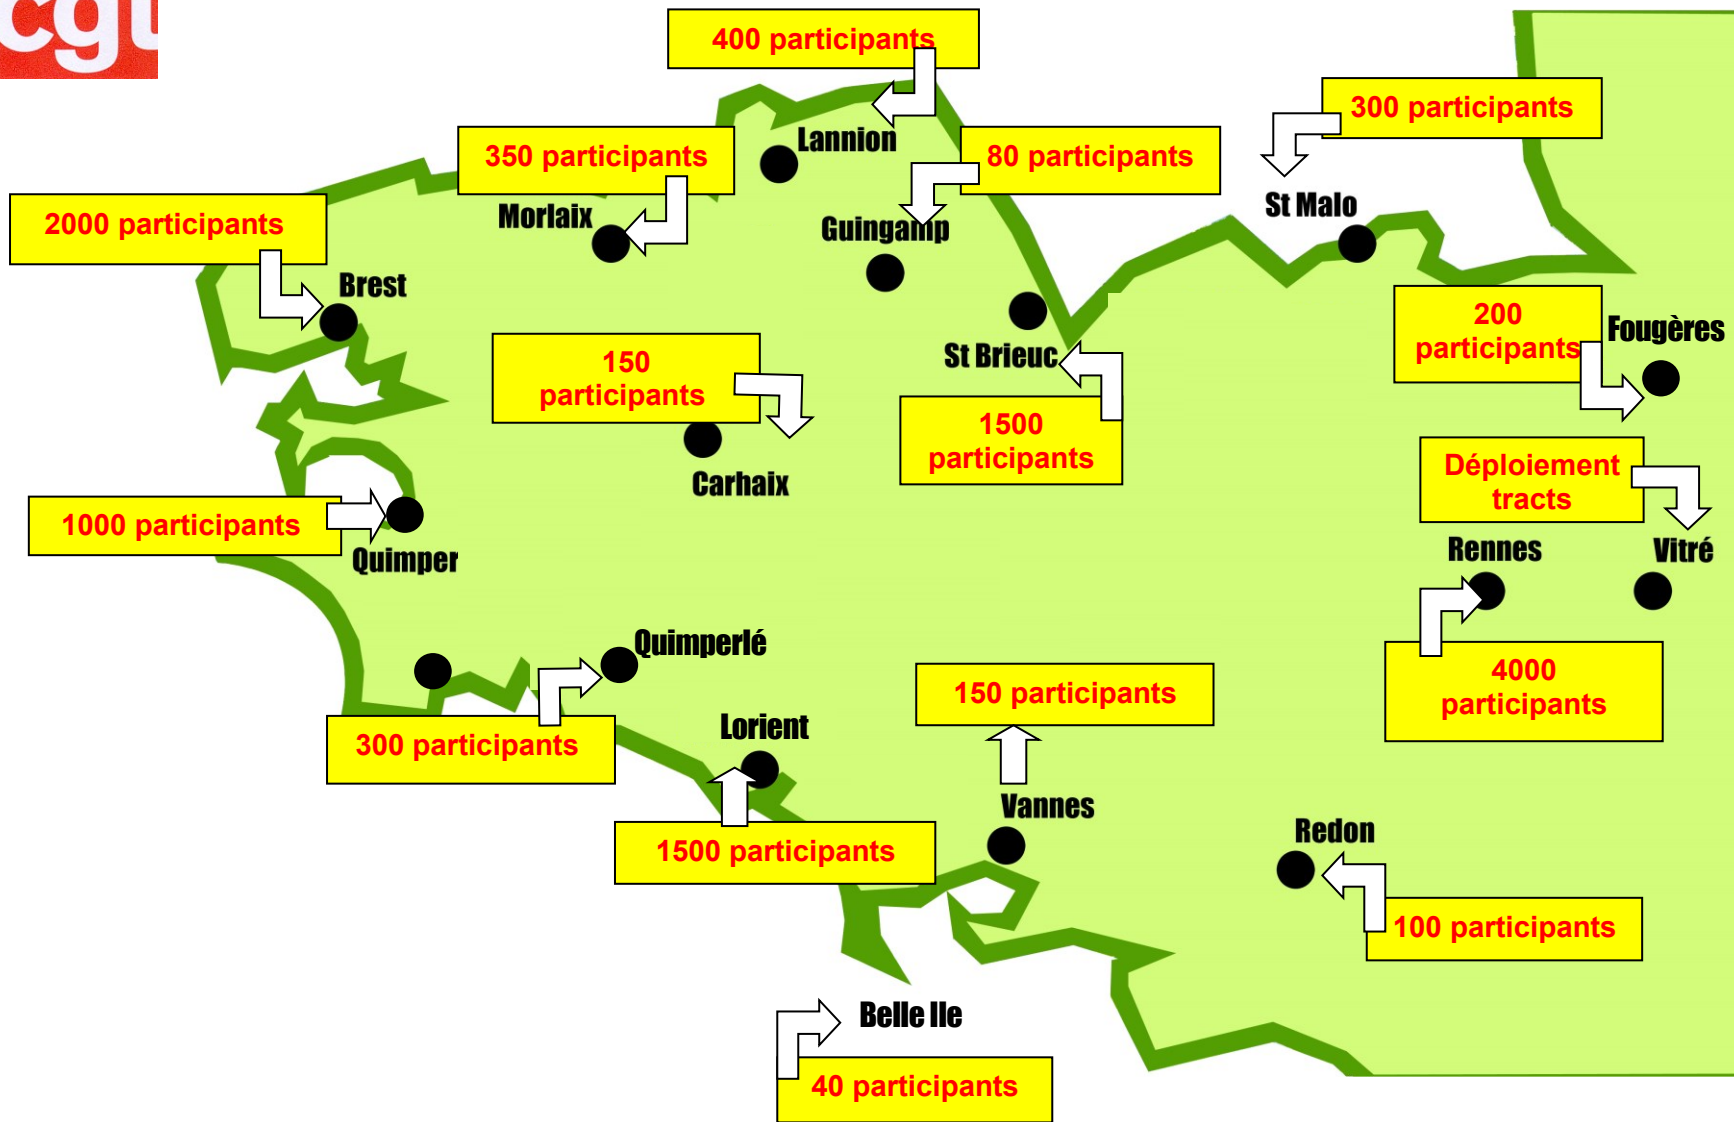 cgt
400 participants
300 participants
Lannion
350 participants
80 participants
St Malo
Morlaix
2000 participants
Guingamp
Brest
200
participants
Fougères
150
participants
St Brieuc
1500
participants
Déploiement
tracts
Carhaix
1000 participants
Rennes
Vitré
Quimper
Quimperlé
4000
participants
150 participants
300 participants
Lorient
Vannes
Redon
1500 participants
100 participants
Belle Ile
40 participants